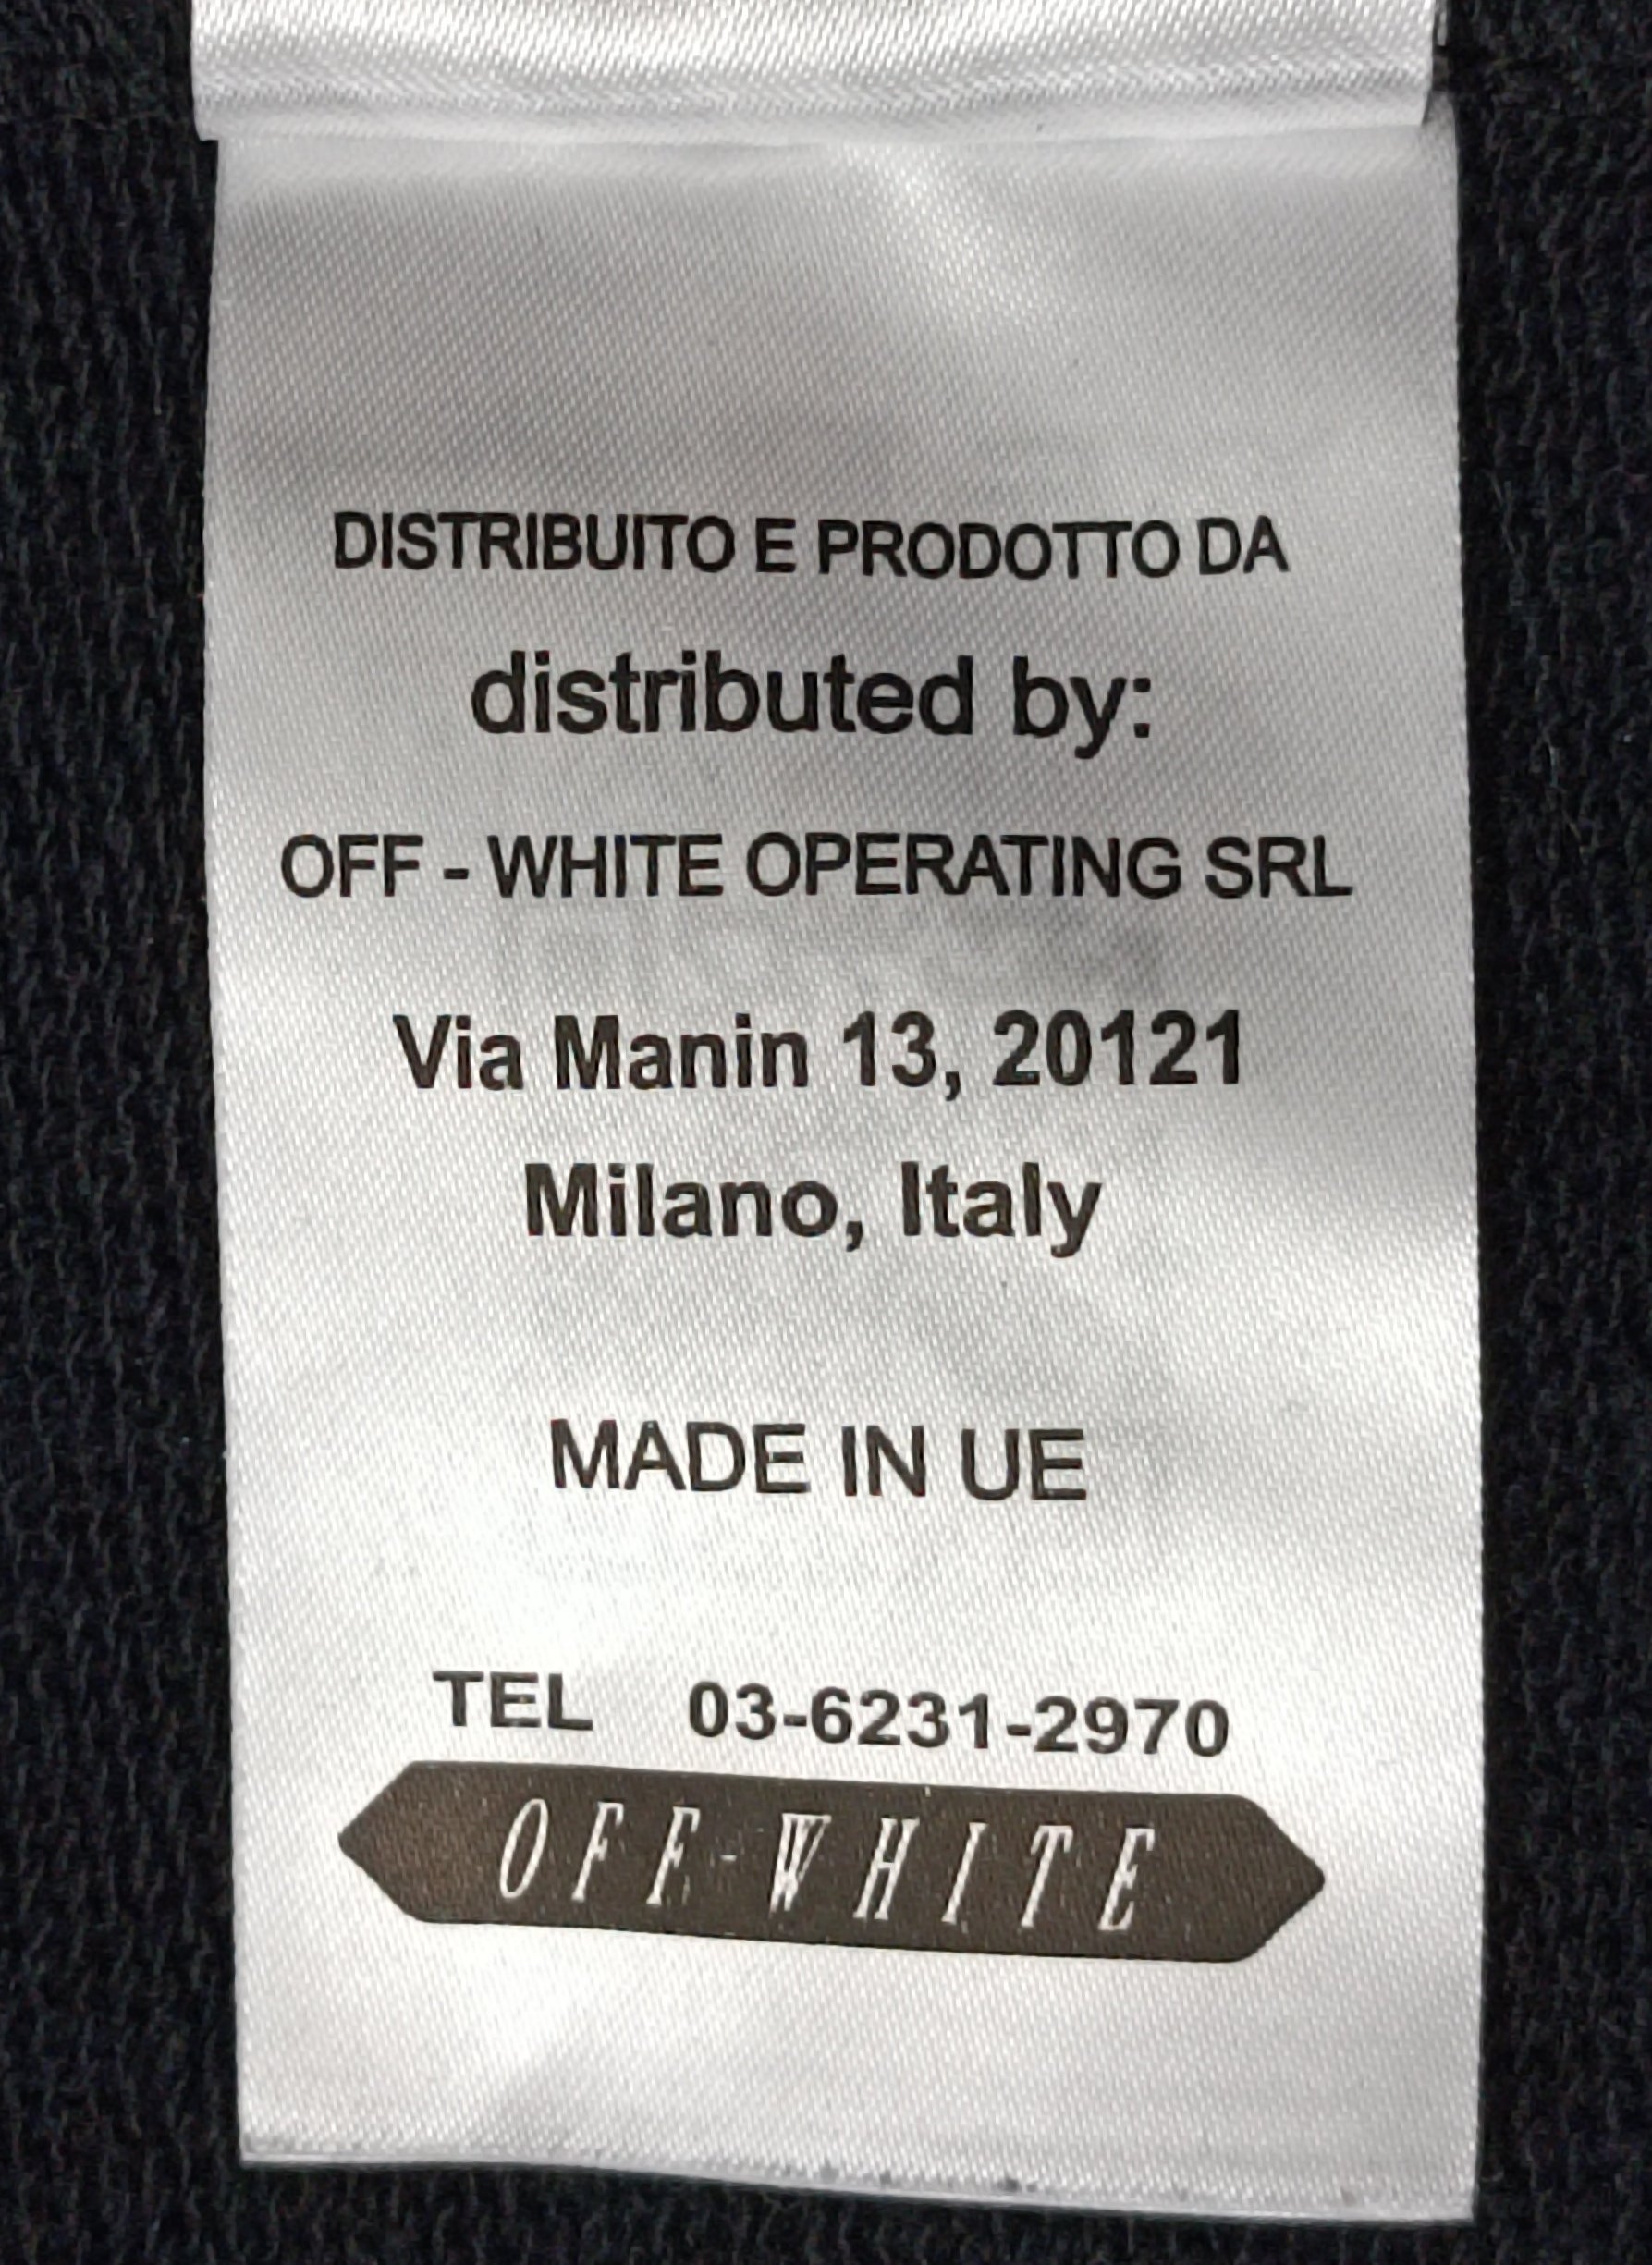 DISTRIBUITO E PRODOTTO DA
distributed by:
OFF - WHITE OPERATING SRL
Via Manin 13, 20121
Milano, Italy
MADE IN UE
TEL 03-6231-2970
OFF-WHITE